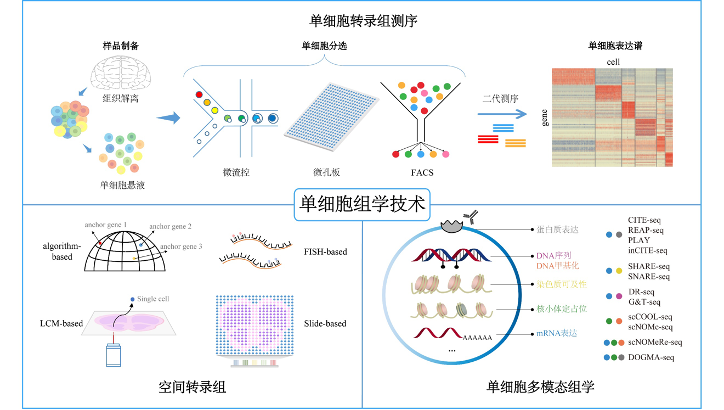 单细胞转录组测序
样品制备
单细胞分选
单细胞表达谱
组织解离
单细胞悬液
微流控
微孔板
FACS
二代测序
cell
gene
单细胞组学技术
algorithm-
based
anchor gene 1
anchor gene 2
anchor gene 3
FISH-based
LCM-based
Single cell
Slide-based
空间转录组
蛋白质表达
DNA序列
DNA甲基化
染色质可及性
核小体定占位
mRNA表达
AAAAAA
...
CITE-seq
REAP-seq
PLAY
inCITE-seq
SHARE-seq
SNARE-seq
DR-seq
G&T-seq
scCOOL-seq
scNOMe-seq
scNOMeRe-seq
DOGMA-seq
单细胞多模态组学